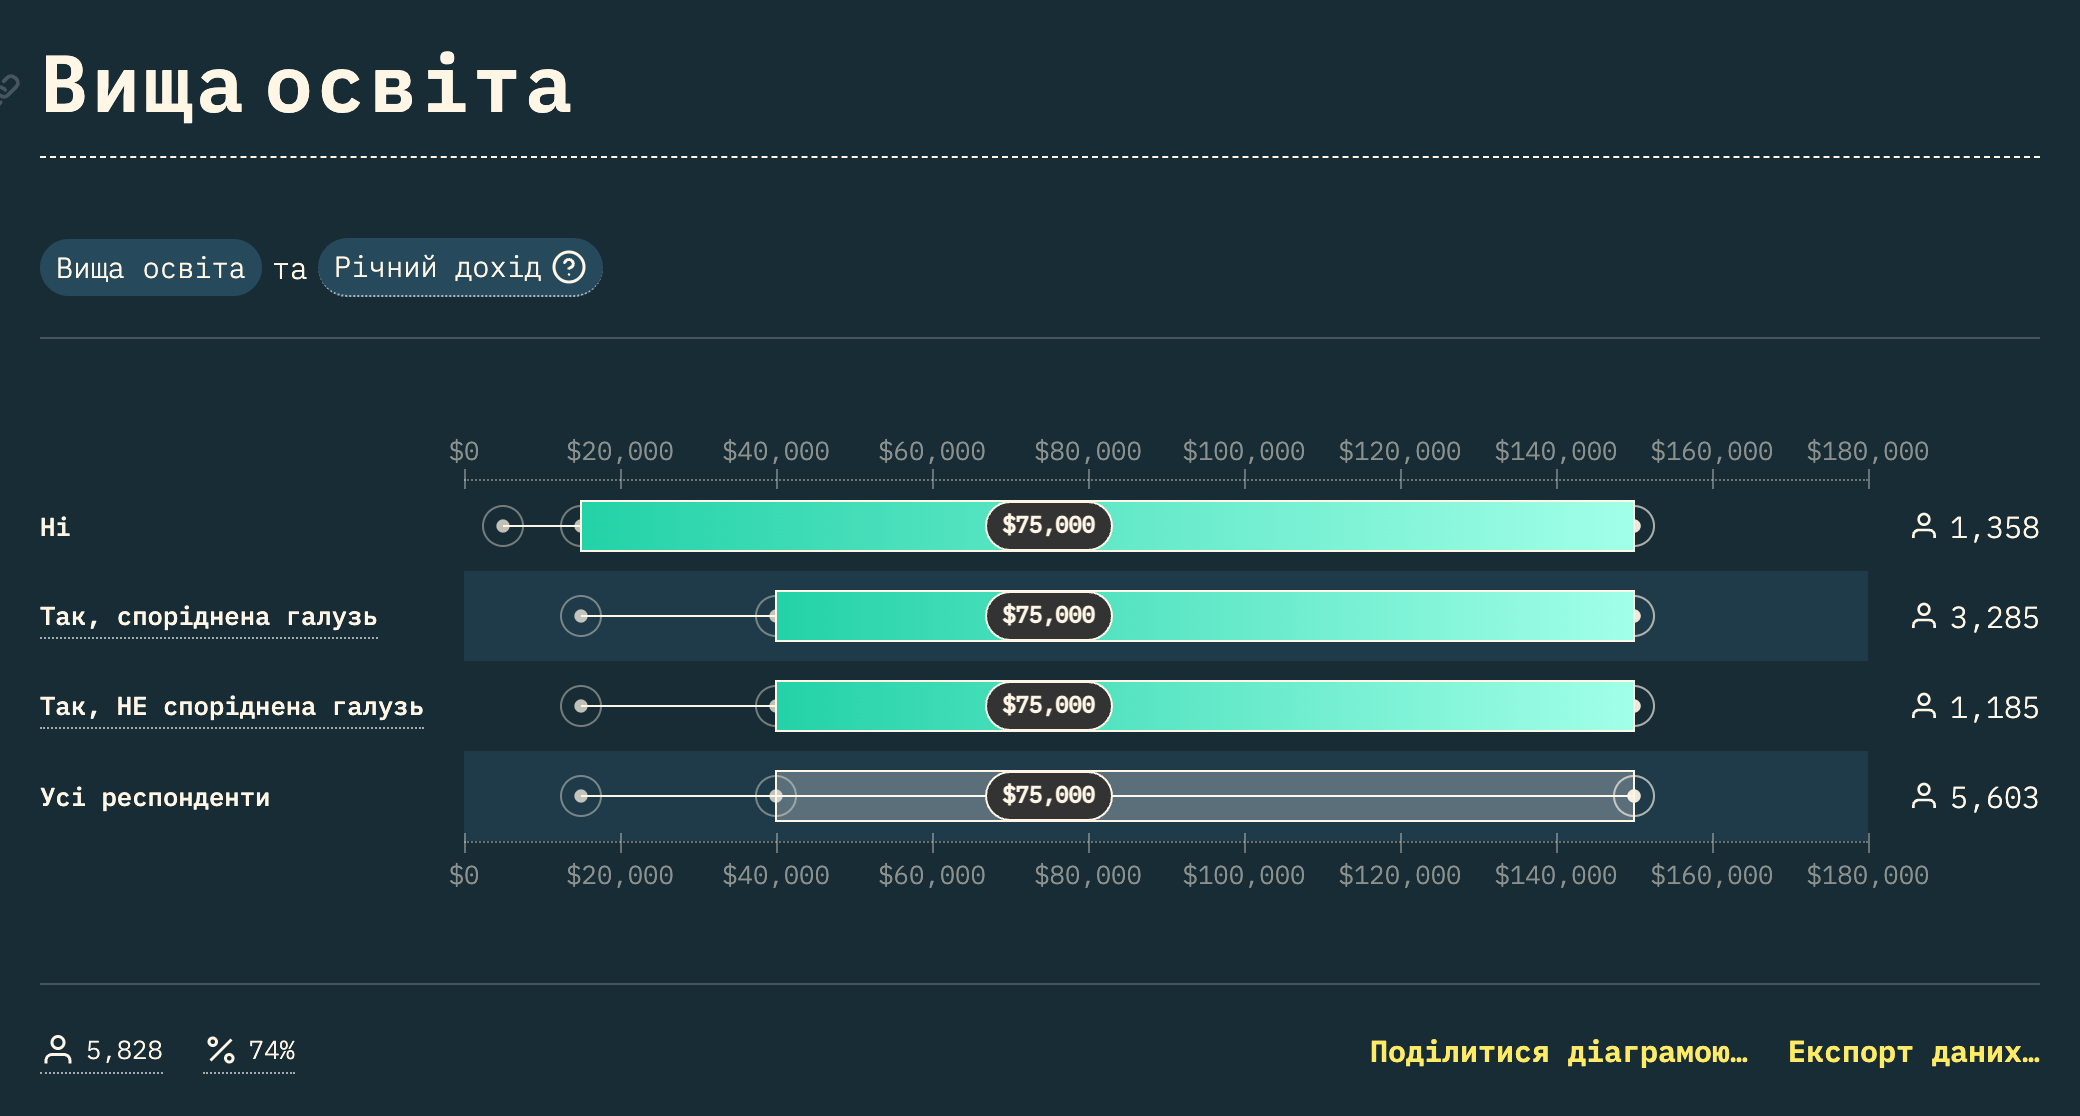 Вища освіта
Вища освіта та Річний дохід
$0 $20,000 $40,000 $60,000 $80,000 $100,000 $120,000 $140,000 $160,000 $180,000
Ні $75,000 1,358
Так, споріднена галузь $75,000 3,285
Так, НЕ споріднена галузь $75,000 1,185
Усі респонденти $75,000 5,603
$0 $20,000 $40,000 $60,000 $80,000 $100,000 $120,000 $140,000 $160,000 $180,000
5,828 74% Поділитися діаграмою… Експорт даних…